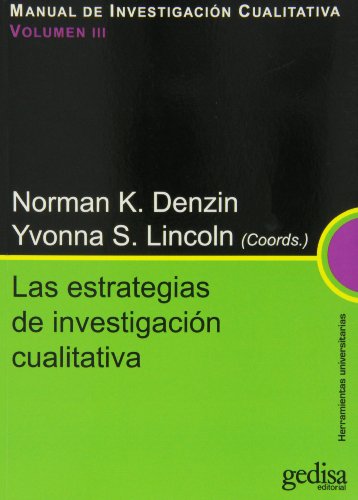 MANUAL DE INVESTIGACIÓN CUALITATIVA
VOLUMEN III
Norman K. Denzin
Yvonna S. Lincoln (Coords.)
Las estrategias
de investigación
cualitativa
Herramientas universitarias
gedisa
editorial